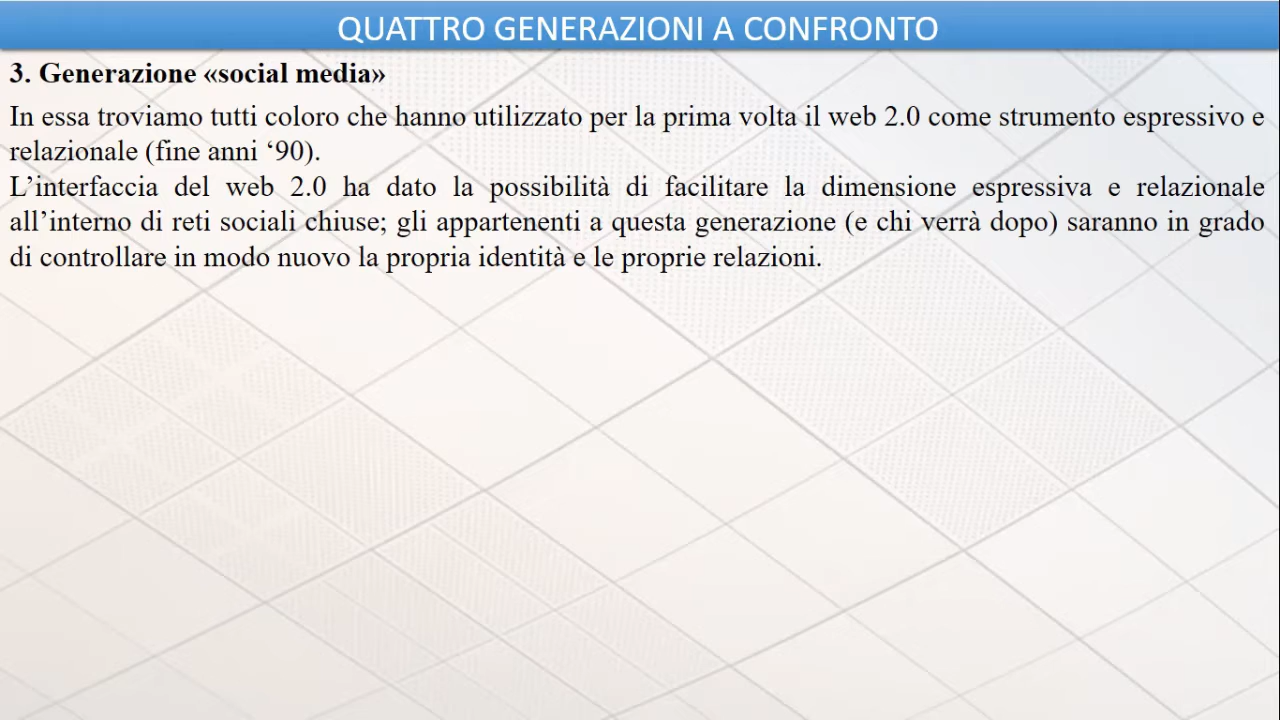 QUATTRO GENERAZIONI A CONFRONTO
3. Generazione «social media»
In essa troviamo tutti coloro che hanno utilizzato per la prima volta il web 2.0 come strumento espressivo e
relazionale (fine anni ‘90).
L’interfaccia del web 2.0 ha dato la possibilità di facilitare la dimensione espressiva e relazionale
all’interno di reti sociali chiuse; gli appartenenti a questa generazione (e chi verrà dopo) saranno in grado
di controllare in modo nuovo la propria identità e le proprie relazioni.